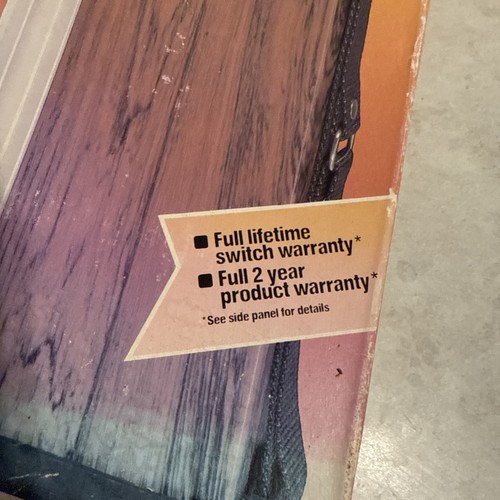 Full lifetime
switch warranty*
Full 2 year
product warranty*
*See side panel for details